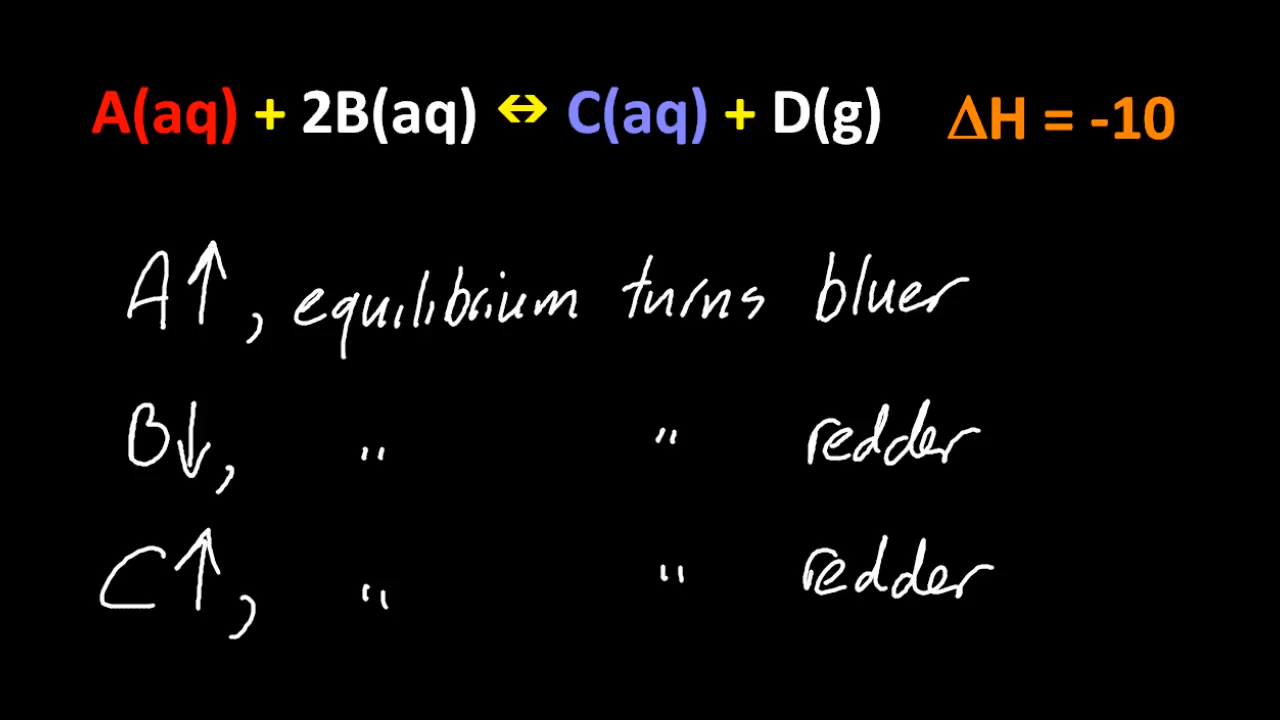 A(aq) + 2B(aq) ↔ C(aq) + D(g) ΔH = -10
A↑, equilibrium turns bluer
B↓, " " redder
C↑, " " redder